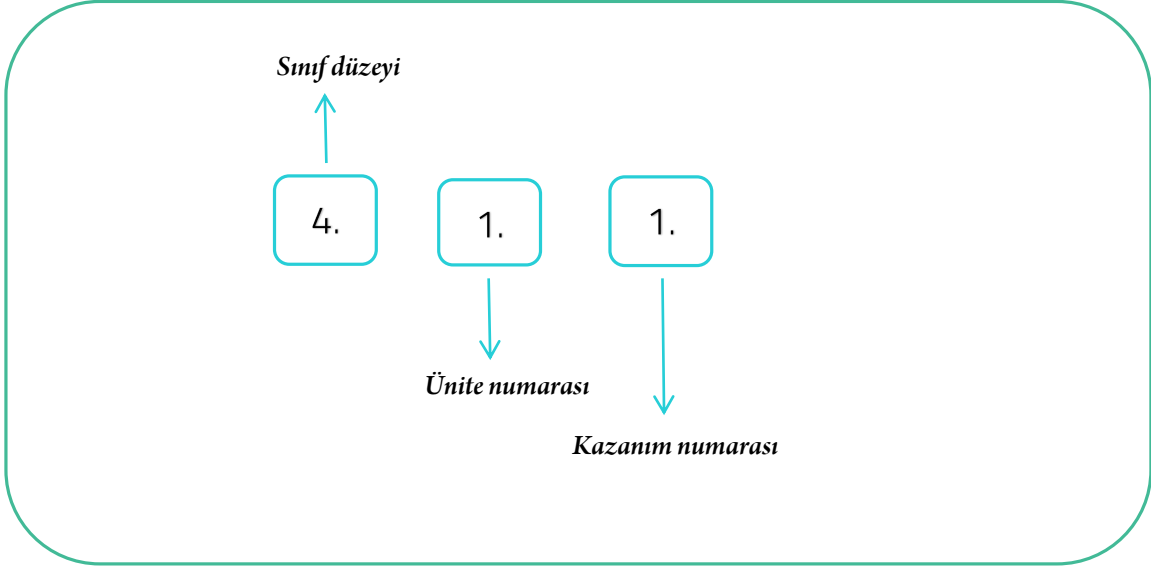 Sınıf düzeyi
4. 1. 1.
Ünite numarası
Kazanım numarası